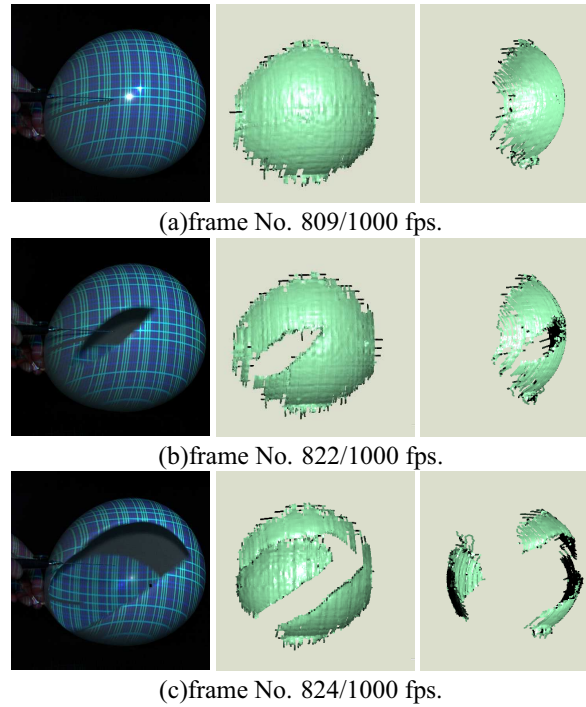 (a)frame No. 809/1000 fps.
(b)frame No. 822/1000 fps.
(c)frame No. 824/1000 fps.